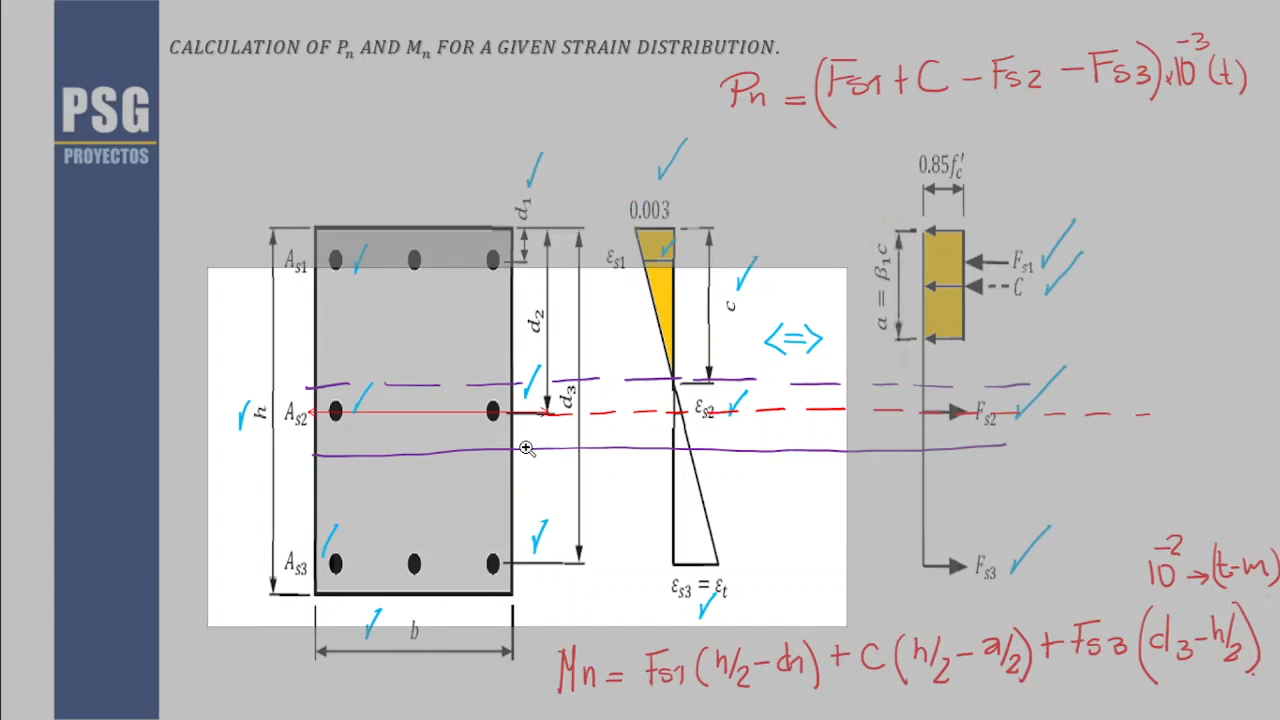 CALCULATION OF Pn AND Mn FOR A GIVEN STRAIN DISTRIBUTION.
Pn = (Fs1 + C - Fs2 - Fs3) x 10^-3 (t)
PSG
PROYECTOS
0.85f'c
d1
0.003
As1
εs1
Fs1
C
a = β1c
c
d2
<=>
d3
h
As2
εs2
Fs2
As3
Fs3
εs3 = εt
10^-2 → (t-m)
b
Mn = Fs1 (h/2 - dn) + C (h/2 - a/2) + Fs3 (d3 - h/2)